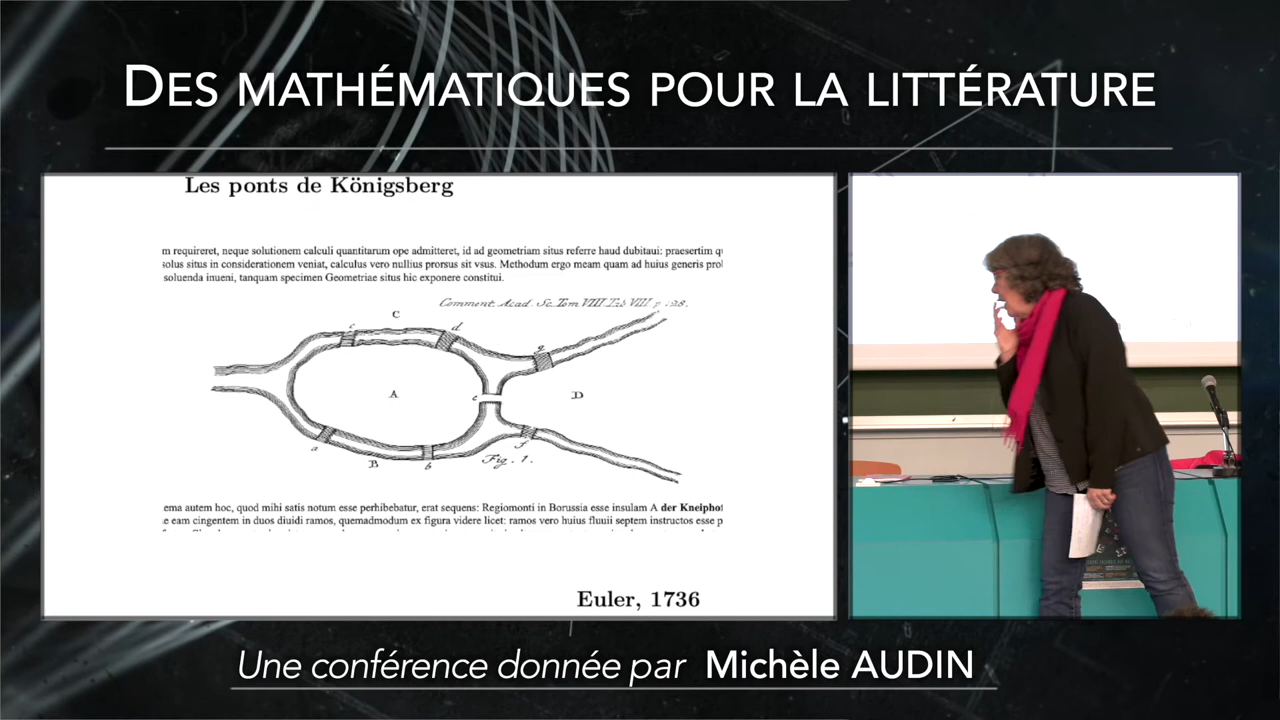 DES MATHÉMATIQUES POUR LA LITTÉRATURE
Les ponts de Königsberg
m requireret, neque solutionem calculi quantitarum ope admitteret, id ad geometriam situs referre haud dubitaui: praesertim
solus situs in considerationem veniat, calculus vero nullius prorsus sit vsus. Methodum ergo meam quam ad huius generis
soluenda inueni, tanquam specimen Geometriae situs hic exponere constitui.
Comment. Acad. Sc. Tom VIII Tab VIII p. 128.
C
c d
g
A e D
a f
B b Fig. 1.
ema autem hoc, quod mihi satis notum esse perhibebatur, erat sequens: Regiomonti in Borussia esse insulam A der Kneiphof
e eam cingentem in duos diuidi ramos, quemadmodum ex figura videre licet: ramos vero huius fluuii septem instructos esse p
Euler, 1736
Une conférence donnée par Michèle AUDIN